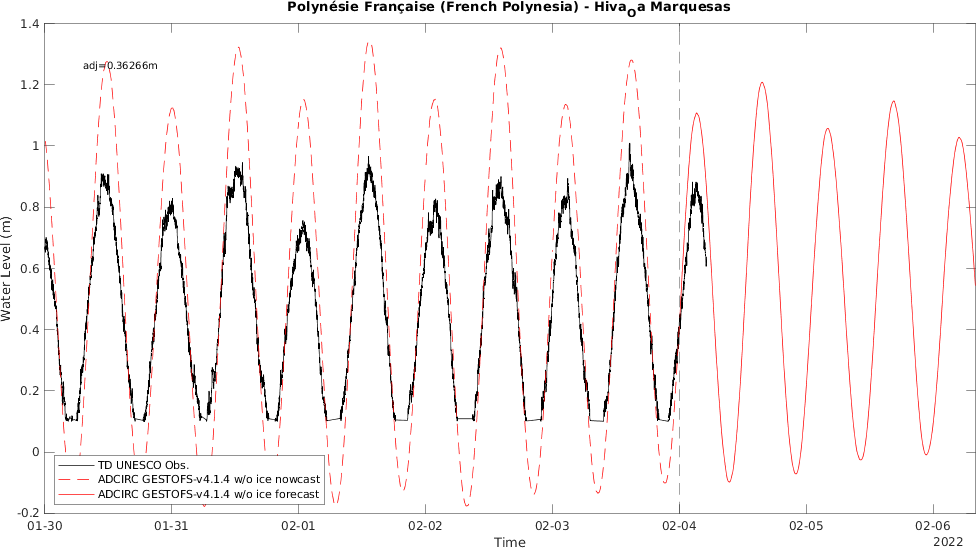 Polynésie Française (French Polynesia) - HivaOa Marquesas
adj=0.36266m
1.4
1.2
1
0.8
0.6
0.4
0.2
0
-0.2
Water Level (m)
TD UNESCO Obs.
ADCIRC GESTOFS-v4.1.4 w/o ice nowcast
ADCIRC GESTOFS-v4.1.4 w/o ice forecast
01-30 01-31 02-01 02-02 02-03 02-04 02-05 02-06
Time
2022